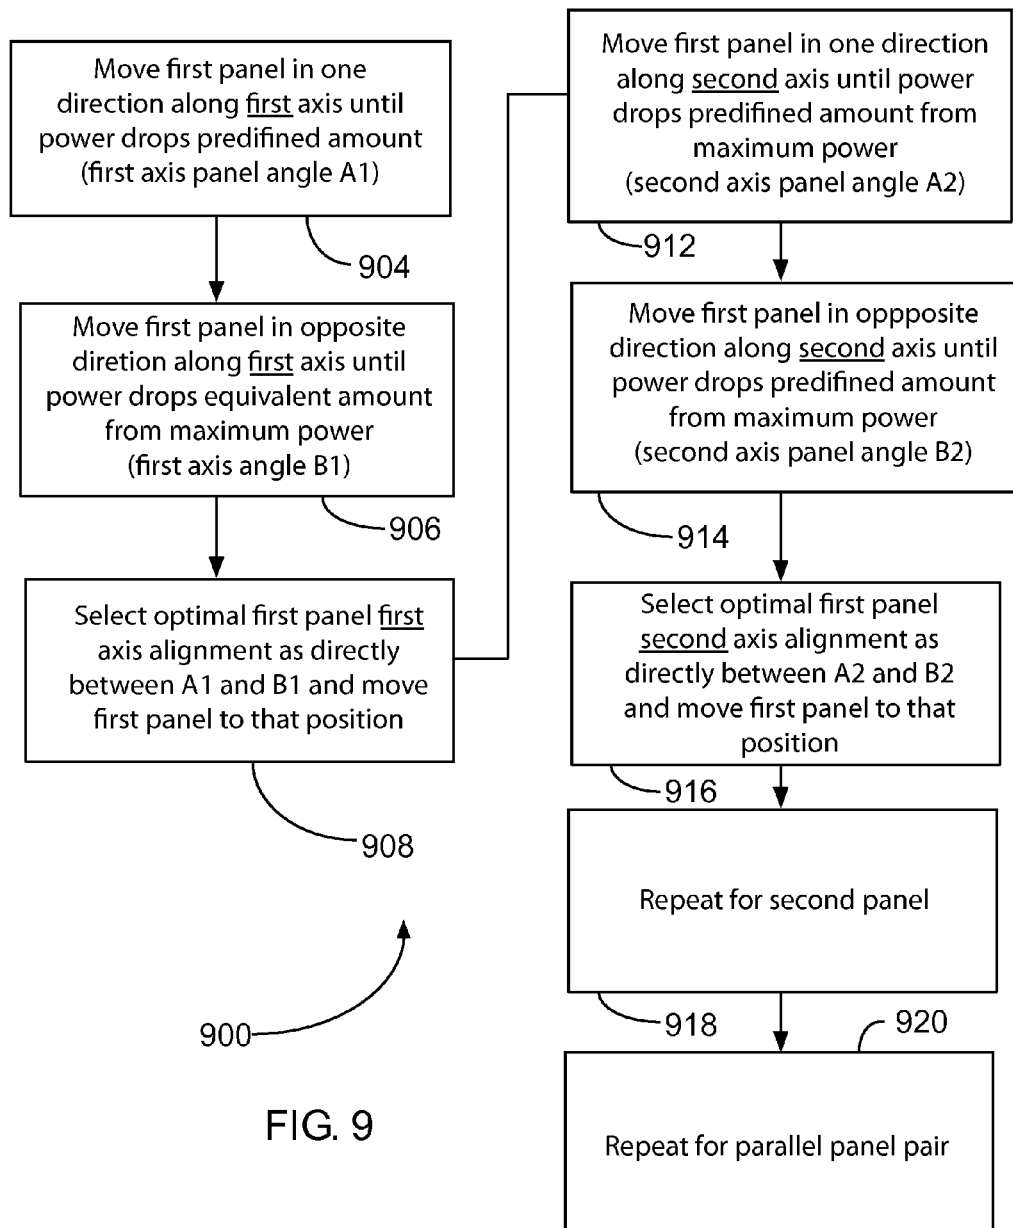 Move first panel in one
direction along first axis until
power drops predifined amount
(first axis panel angle A1)
904
Move first panel in opposite
diretion along first axis until
power drops equivalent amount
from maximum power
(first axis angle B1)
906
Select optimal first panel first
axis alignment as directly
between A1 and B1 and move
first panel to that position
908
900
FIG. 9
Move first panel in one direction
along second axis until power
drops predifined amount from
maximum power
(second axis panel angle A2)
912
Move first panel in oppposite
direction along second axis until
power drops predifined amount
from maximum power
(second axis panel angle B2)
914
Select optimal first panel
second axis alignment as
directly between A2 and B2
and move first panel to that
position
916
Repeat for second panel
918
920
Repeat for parallel panel pair